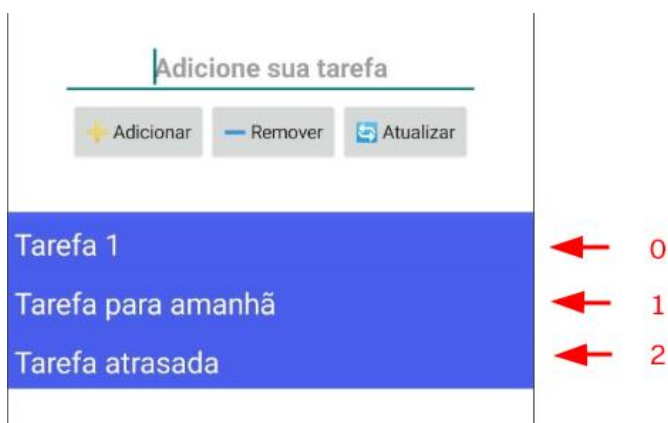 Adicione sua tarefa
Adicionar Remover Atualizar
Tarefa 1 0
Tarefa para amanhã 1
Tarefa atrasada 2